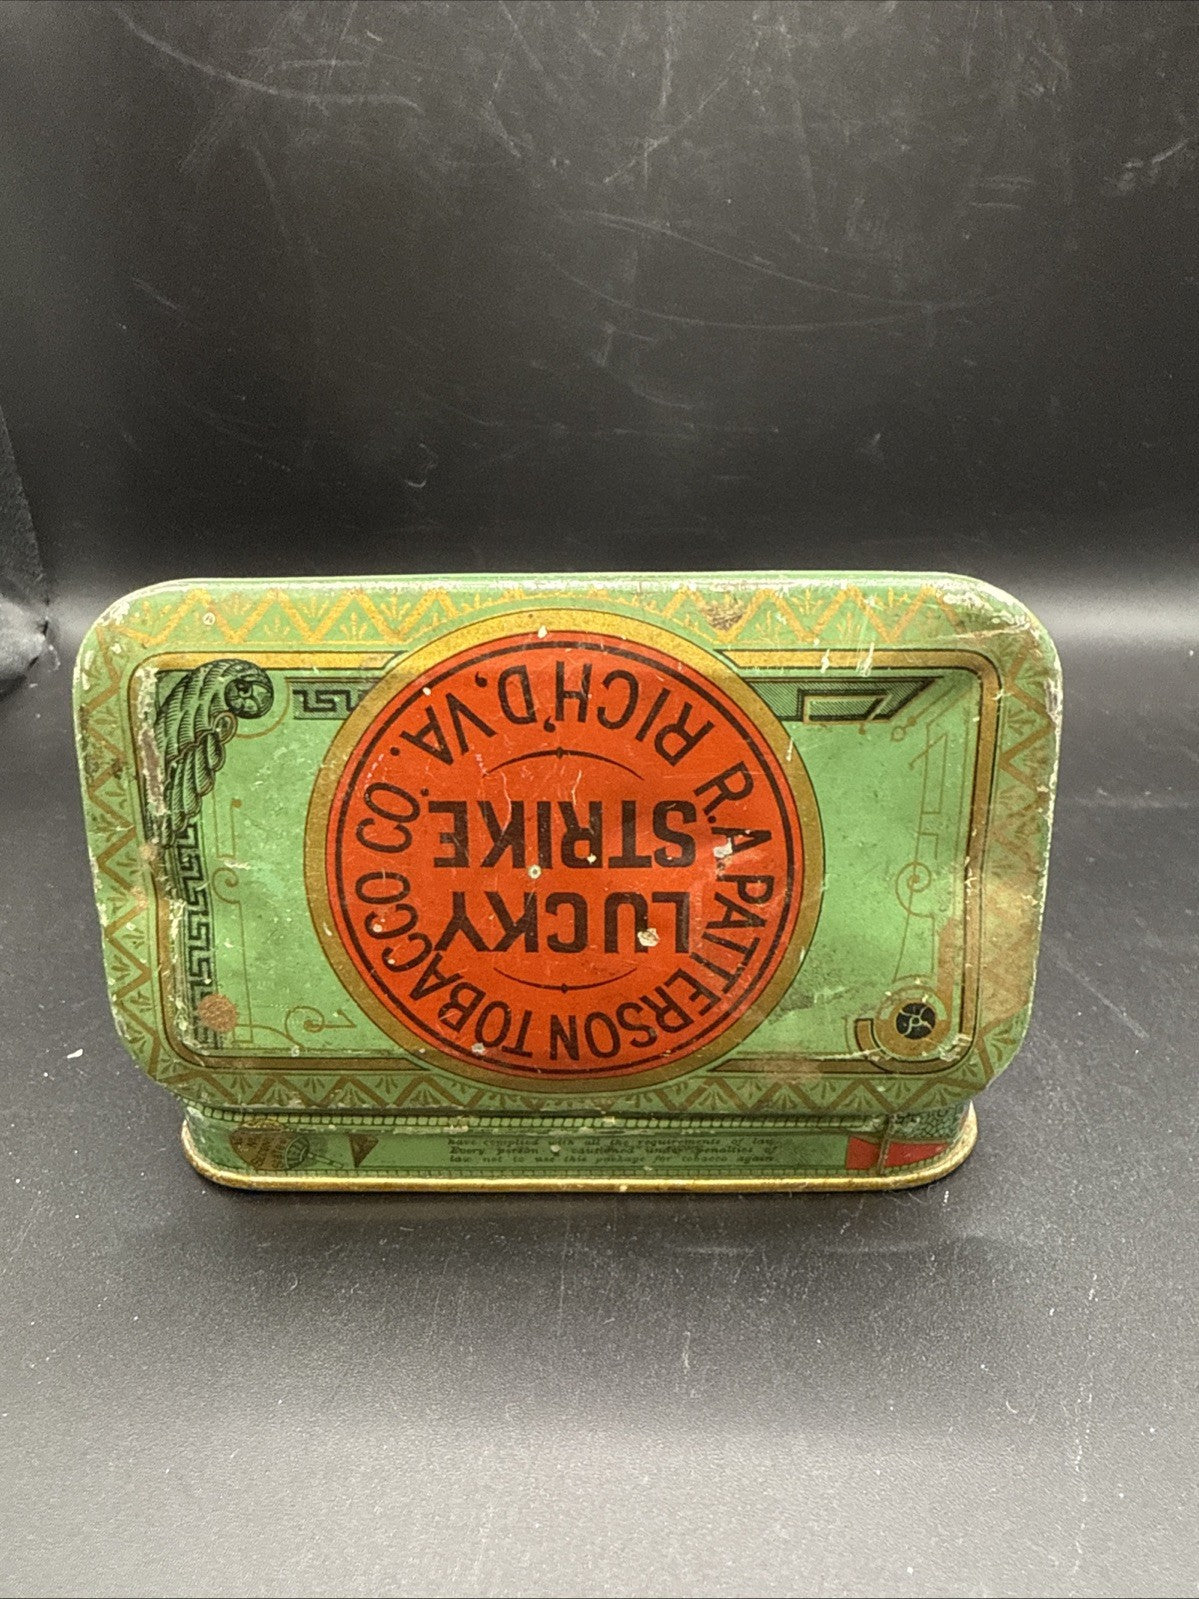 R.A. PATTERSON TOBACCO CO.
LUCKY
STRIKE
RICH'D. VA.
have complied with all the requirements of law
Every person is cautioned under penalties of
law not to use this package for tobacco again.